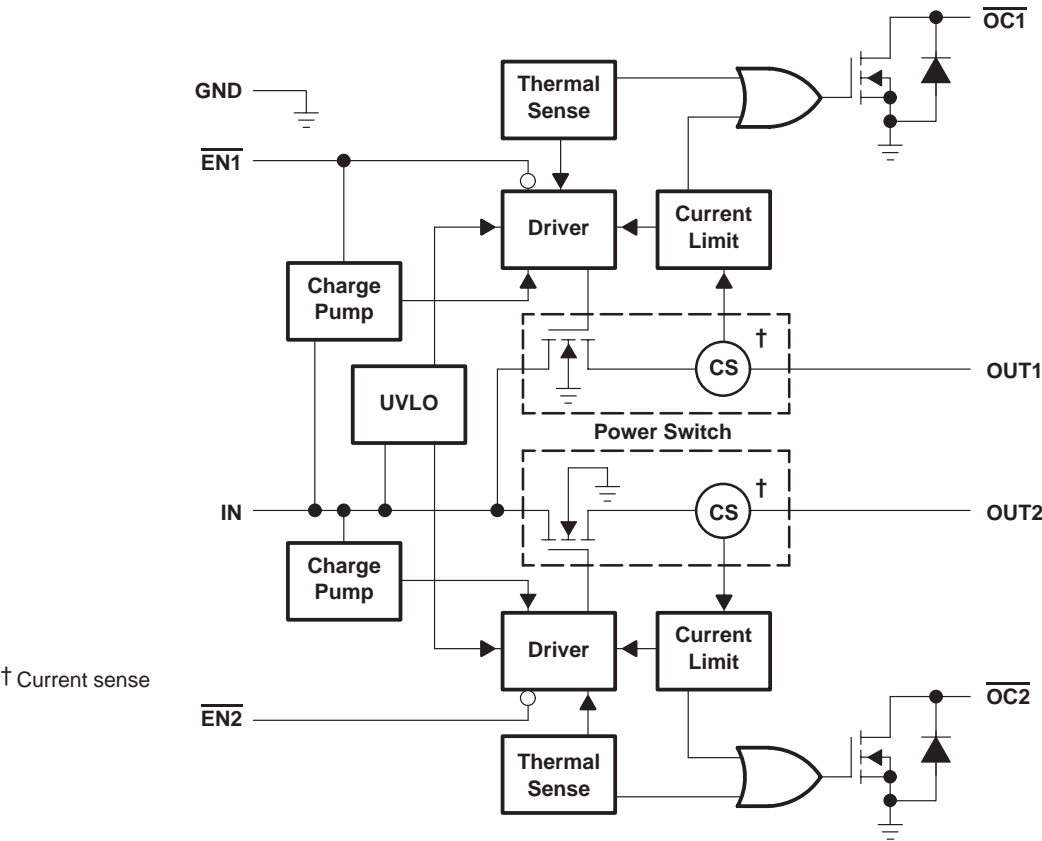 OC1
Thermal
Sense
GND
EN1
Driver
Current
Limit
Charge
Pump
†
CS
OUT1
UVLO
Power Switch
†
CS
IN
OUT2
Charge
Pump
Driver
Current
Limit
† Current sense
OC2
EN2
Thermal
Sense